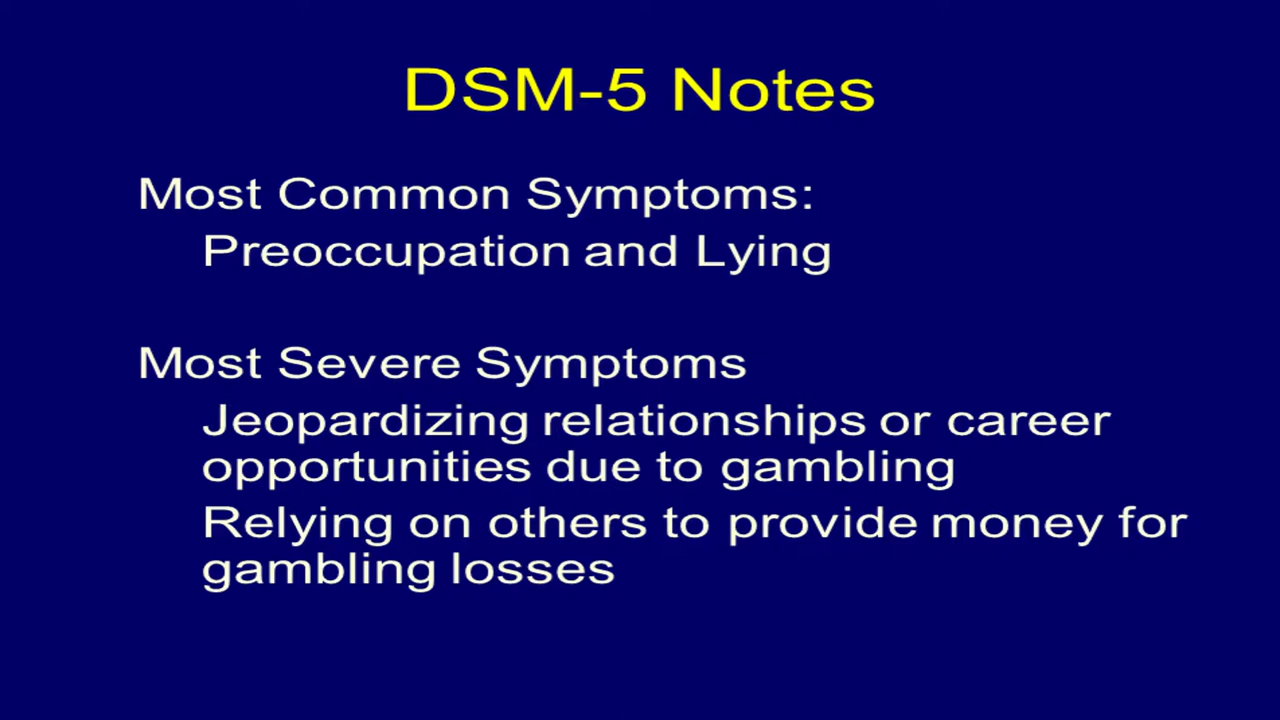 DSM-5 Notes
Most Common Symptoms:
Preoccupation and Lying
Most Severe Symptoms
Jeopardizing relationships or career
opportunities due to gambling
Relying on others to provide money for
gambling losses